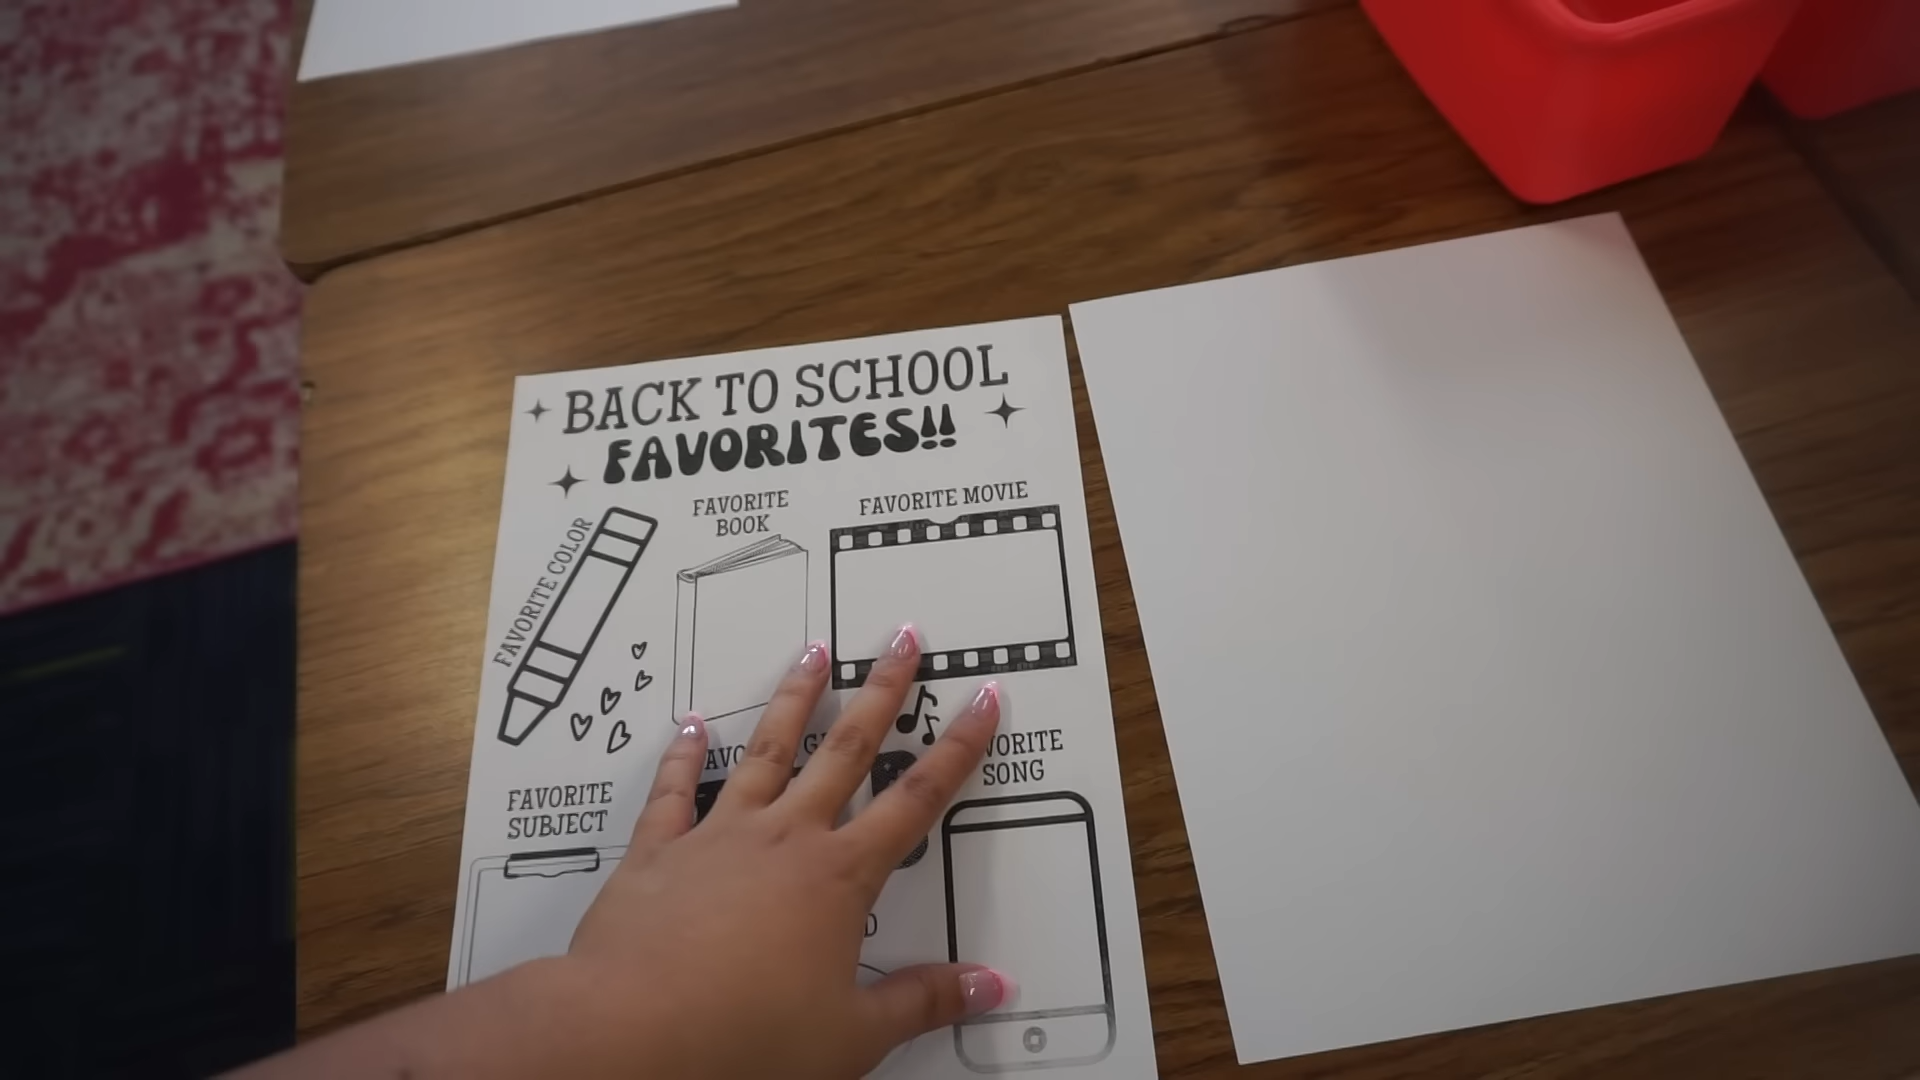 BACK TO SCHOOL
FAVORITES!!
FAVORITE COLOR
FAVORITE
BOOK
FAVORITE MOVIE
FAVORITE
SUBJECT
SONG